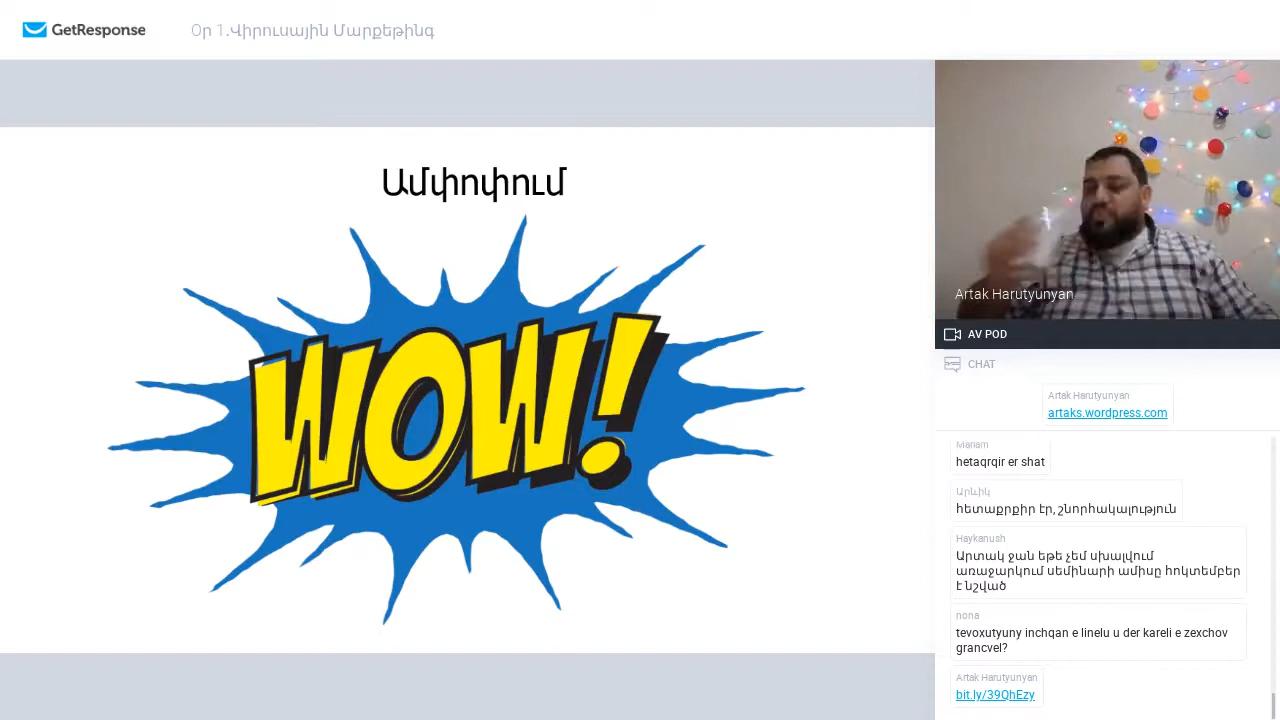 GetResponse
Օր 1.Վիրուսային Մարքեթինգ
Ամփոփում
WOW!
Artak Harutyunyan
AV POD
CHAT
Artak Harutyunyan
artaks.wordpress.com
Mariam
hetaqrqir er shat
Արևիկ
հետաքրքիր էր, շնորհակալություն
Haykanush
Արտակ ջան եթե չեմ սխալվում
առաջարկում սեմինարի ամիսը հոկտեմբեր
է նշված
nona
tevoxutyuny inchqan e linelu u der kareli e zexchov
grancvel?
Artak Harutyunyan
bit.ly/39QhEzy